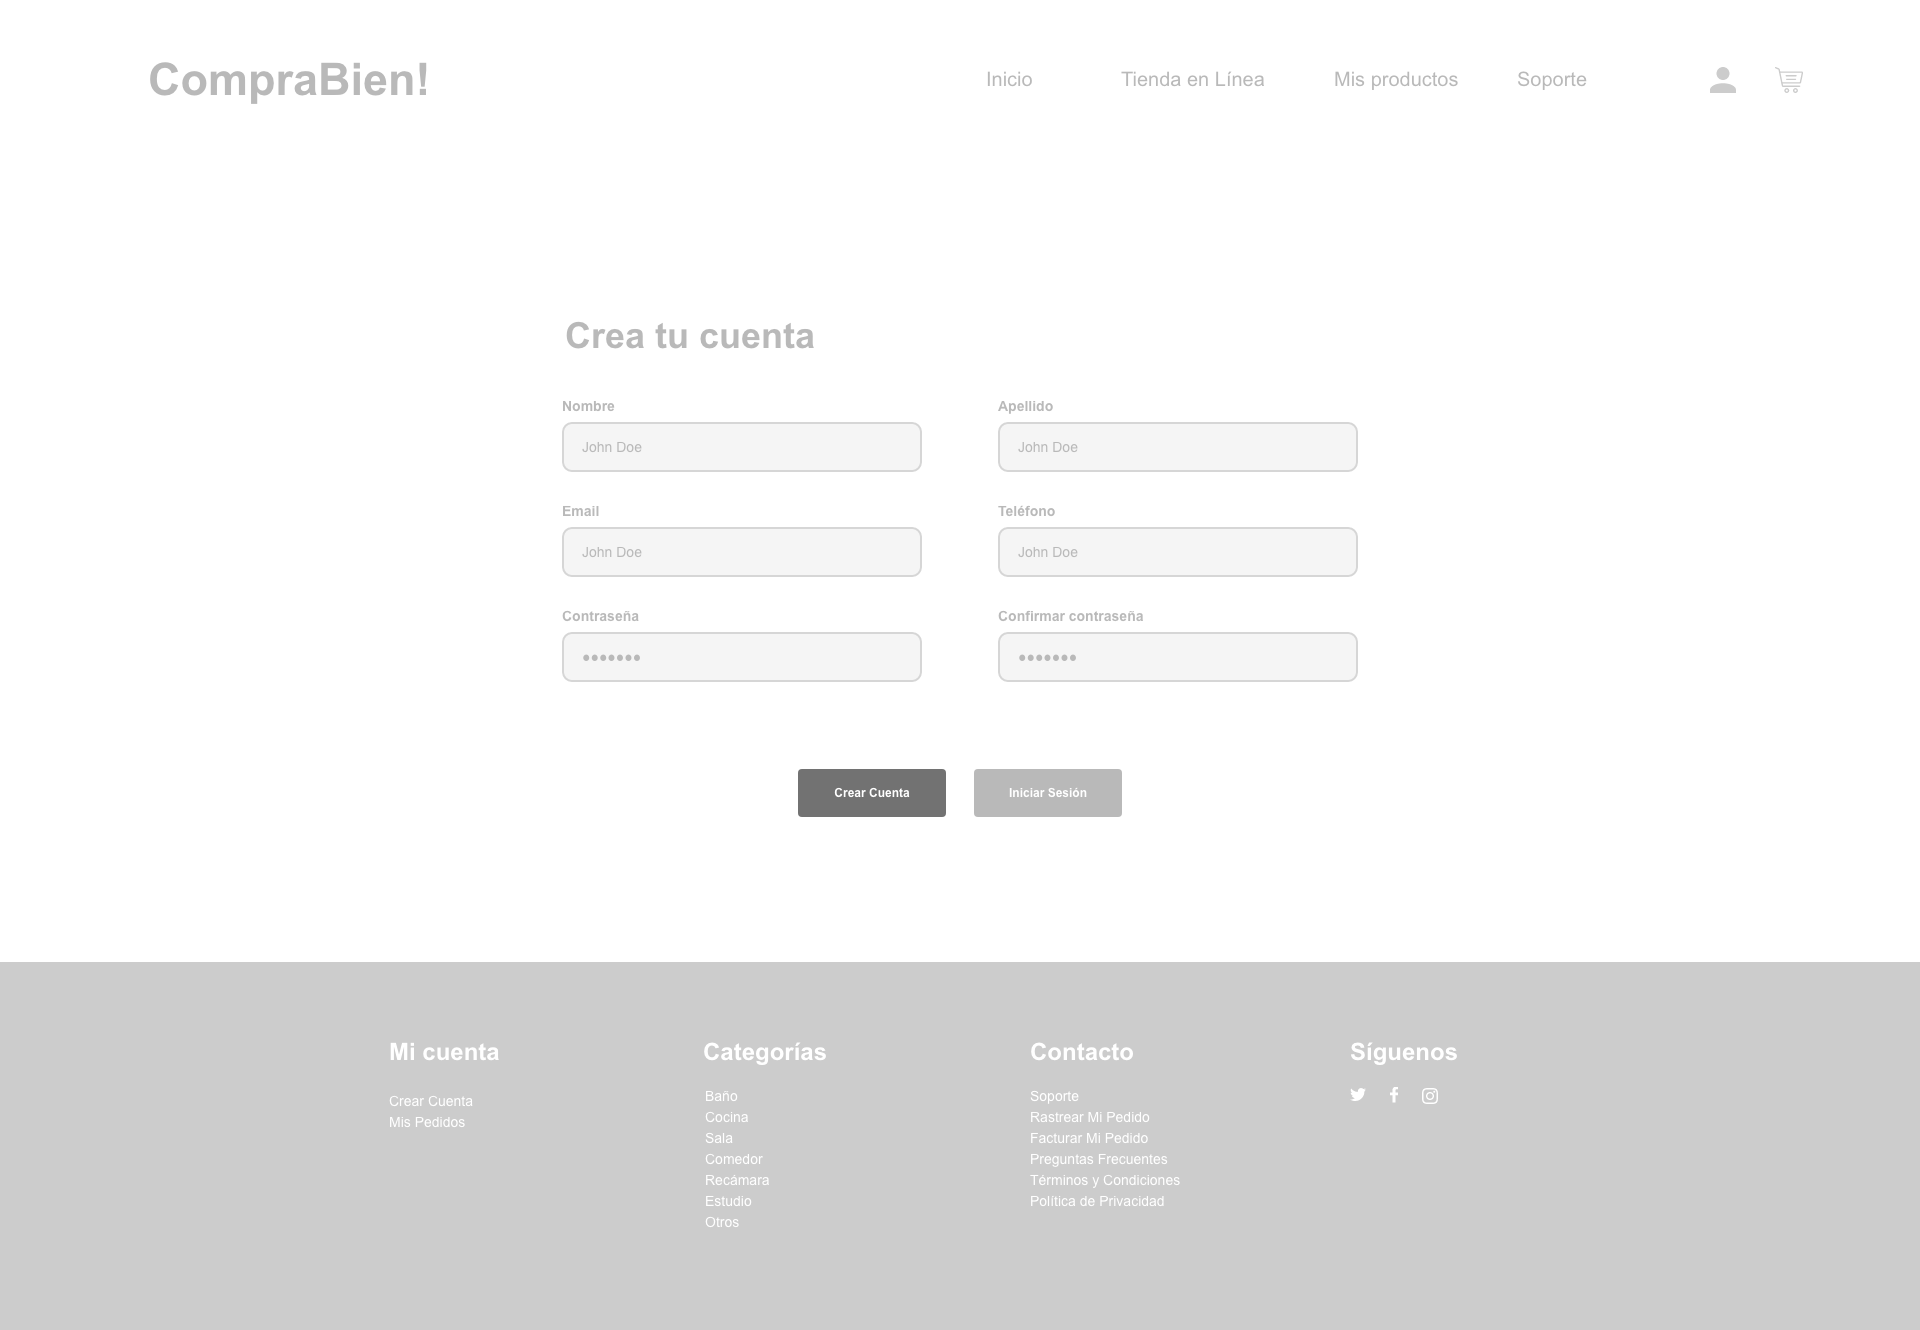 CompraBien!
Inicio Tienda en Línea Mis productos Soporte
Crea tu cuenta
Nombre Apellido
John Doe John Doe
Email Teléfono
John Doe John Doe
Contraseña Confirmar contraseña
●●●●●●● ●●●●●●●
Crear Cuenta Iniciar Sesión
Mi cuenta
Crear Cuenta
Mis Pedidos
Categorías
Baño
Cocina
Sala
Comedor
Recámara
Estudio
Otros
Contacto
Soporte
Rastrear Mi Pedido
Facturar Mi Pedido
Preguntas Frecuentes
Términos y Condiciones
Política de Privacidad
Síguenos